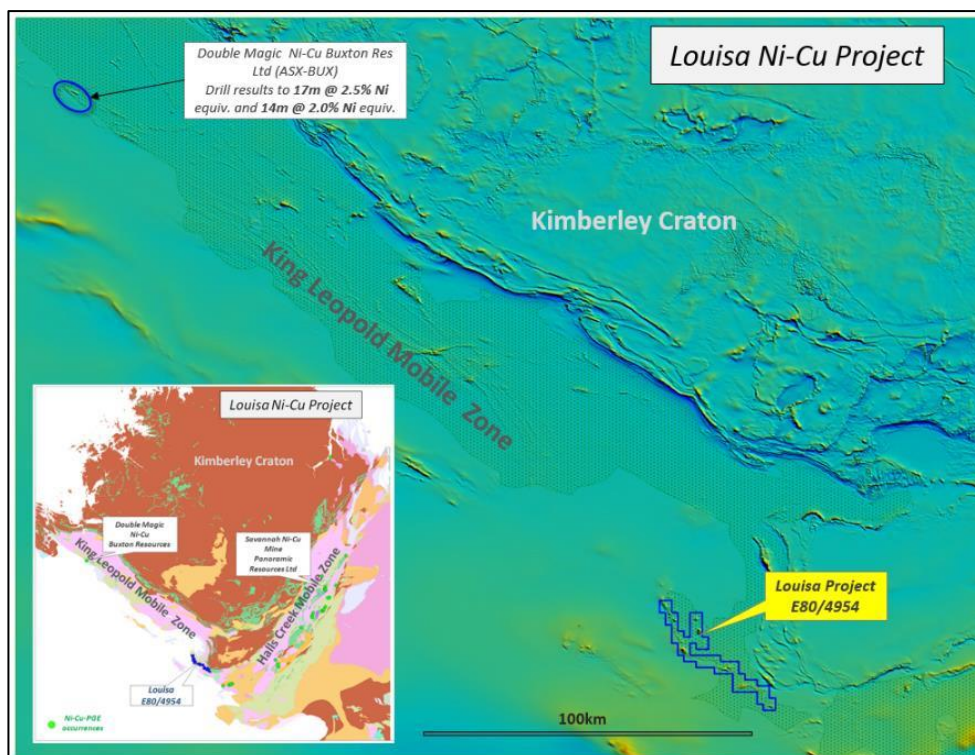 Louisa Ni-Cu Project
Double Magic Ni-Cu Buxton Res
Ltd (ASX-BUX)
Drill results to 17m @ 2.5% Ni
equiv. and 14m @ 2.0% Ni equiv.
Kimberley Craton
King Leopold Mobile Zone
Louisa Project
E80/4954
100km
Louisa Ni-Cu Project
Kimberley Craton
Double Magic
Ni-Cu
Buxton Resources
Savannah Ni-Cu
Mine
Panoramic
Resources Ltd
King Leopold Mobile Zone
Halls Creek Mobile Zone
Louisa
E80/4954
Ni-Cu-PGE
occurrences